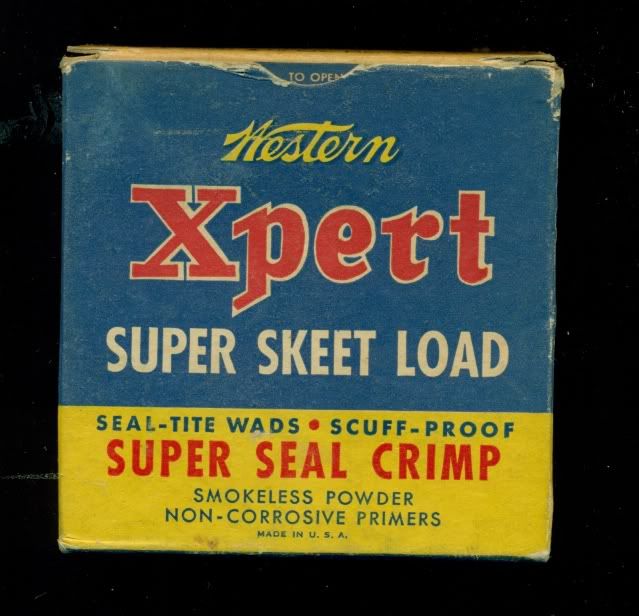 TO OPEN
Western
Xpert
SUPER SKEET LOAD
SEAL-TITE WADS • SCUFF-PROOF
SUPER SEAL CRIMP
SMOKELESS POWDER
NON-CORROSIVE PRIMERS
MADE IN U. S. A.